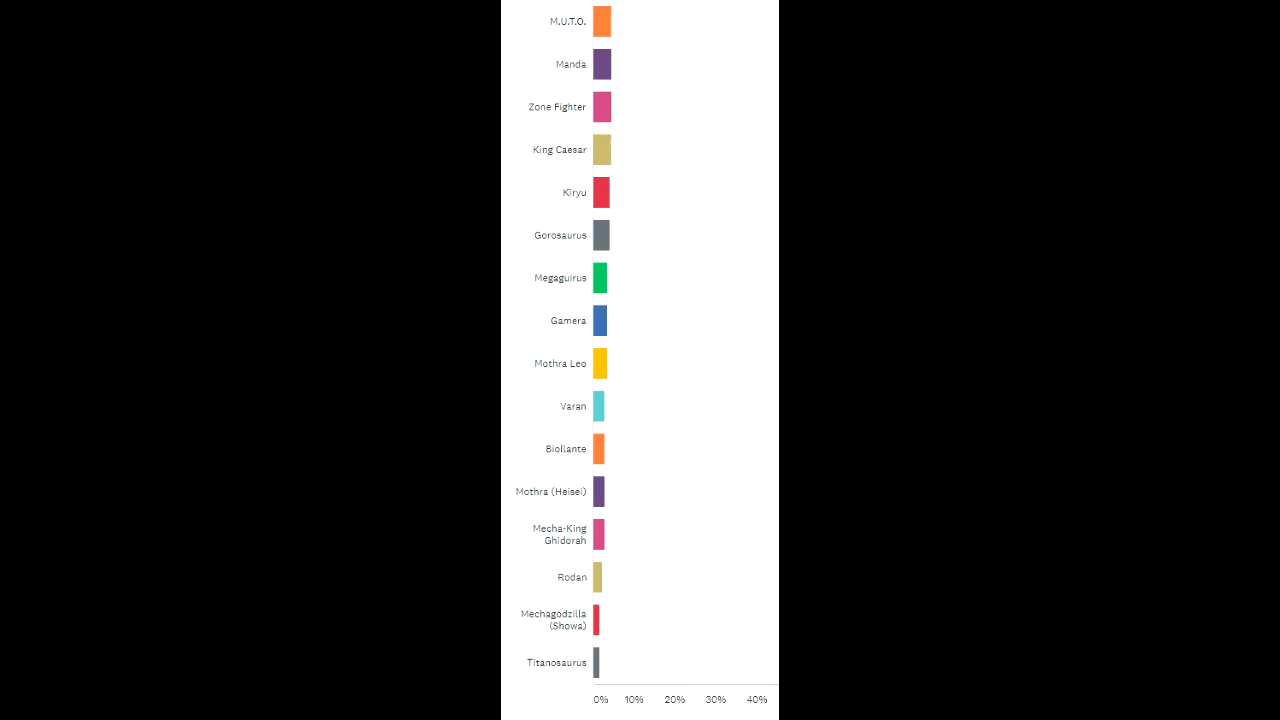 M.U.T.O.
Manda
Zone Fighter
King Caesar
Kiryu
Gorosaurus
Megaguirus
Gamera
Mothra Leo
Varan
Biollante
Mothra (Heisei)
Mecha-King
Ghidorah
Rodan
Mechagodzilla
(Showa)
Titanosaurus
0% 10% 20% 30% 40%